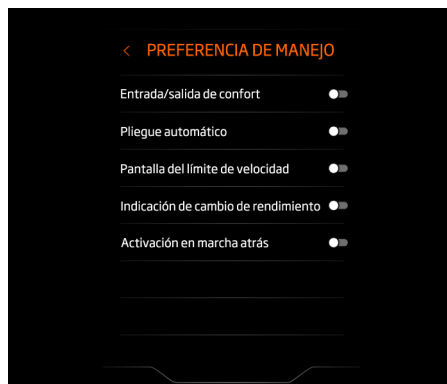 < PREFERENCIA DE MANEJO
Entrada/salida de confort
Pliegue automático
Pantalla del límite de velocidad
Indicación de cambio de rendimiento
Activación en marcha atrás